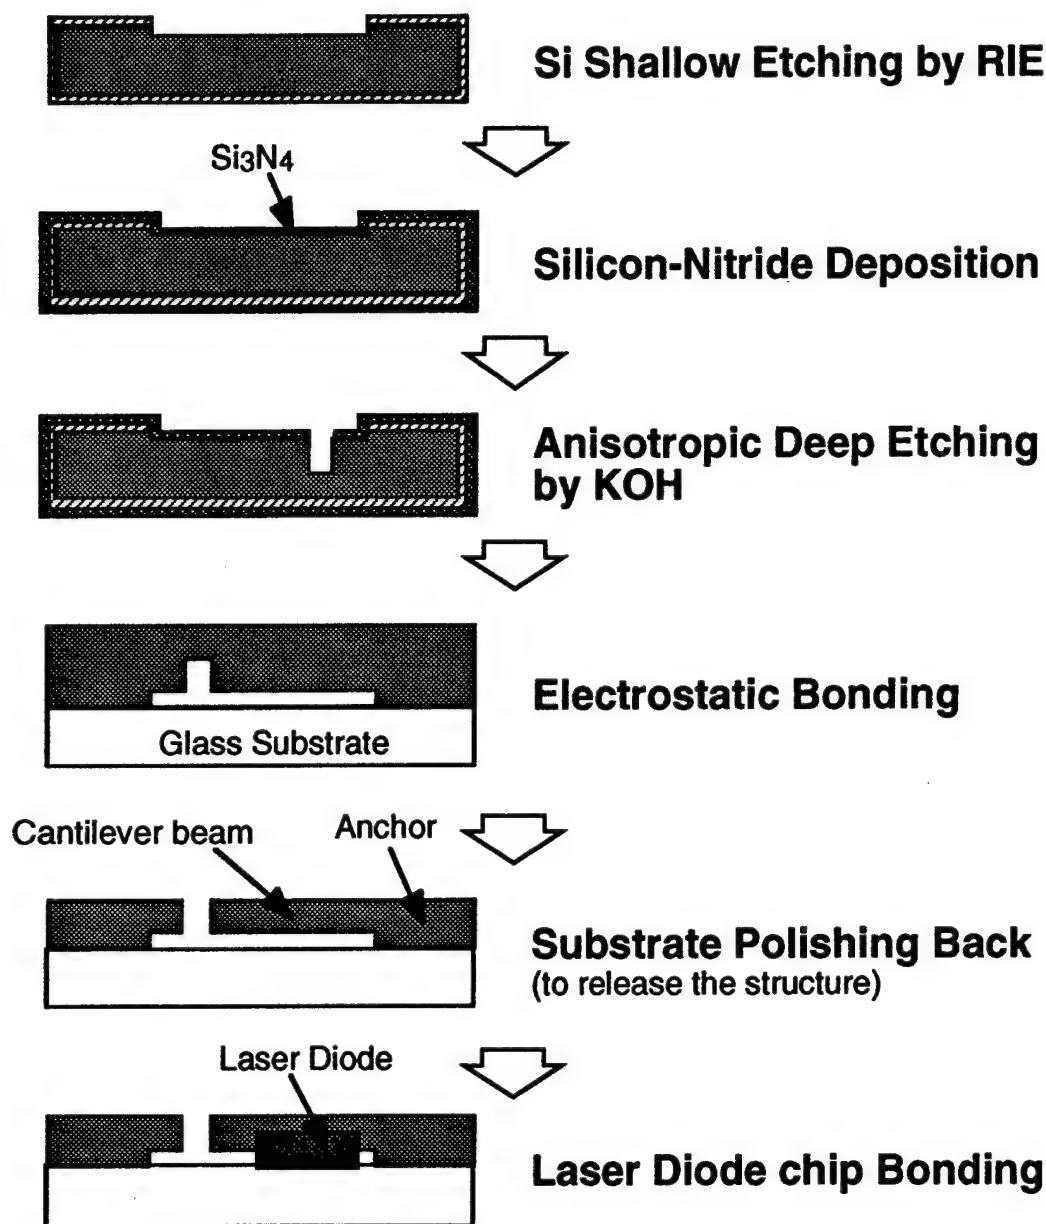 Si Shallow Etching by RIE
Si3N4
Silicon-Nitride Deposition
Anisotropic Deep Etching
by KOH
Electrostatic Bonding
Glass Substrate
Cantilever beam
Anchor
Substrate Polishing Back
(to release the structure)
Laser Diode
Laser Diode chip Bonding